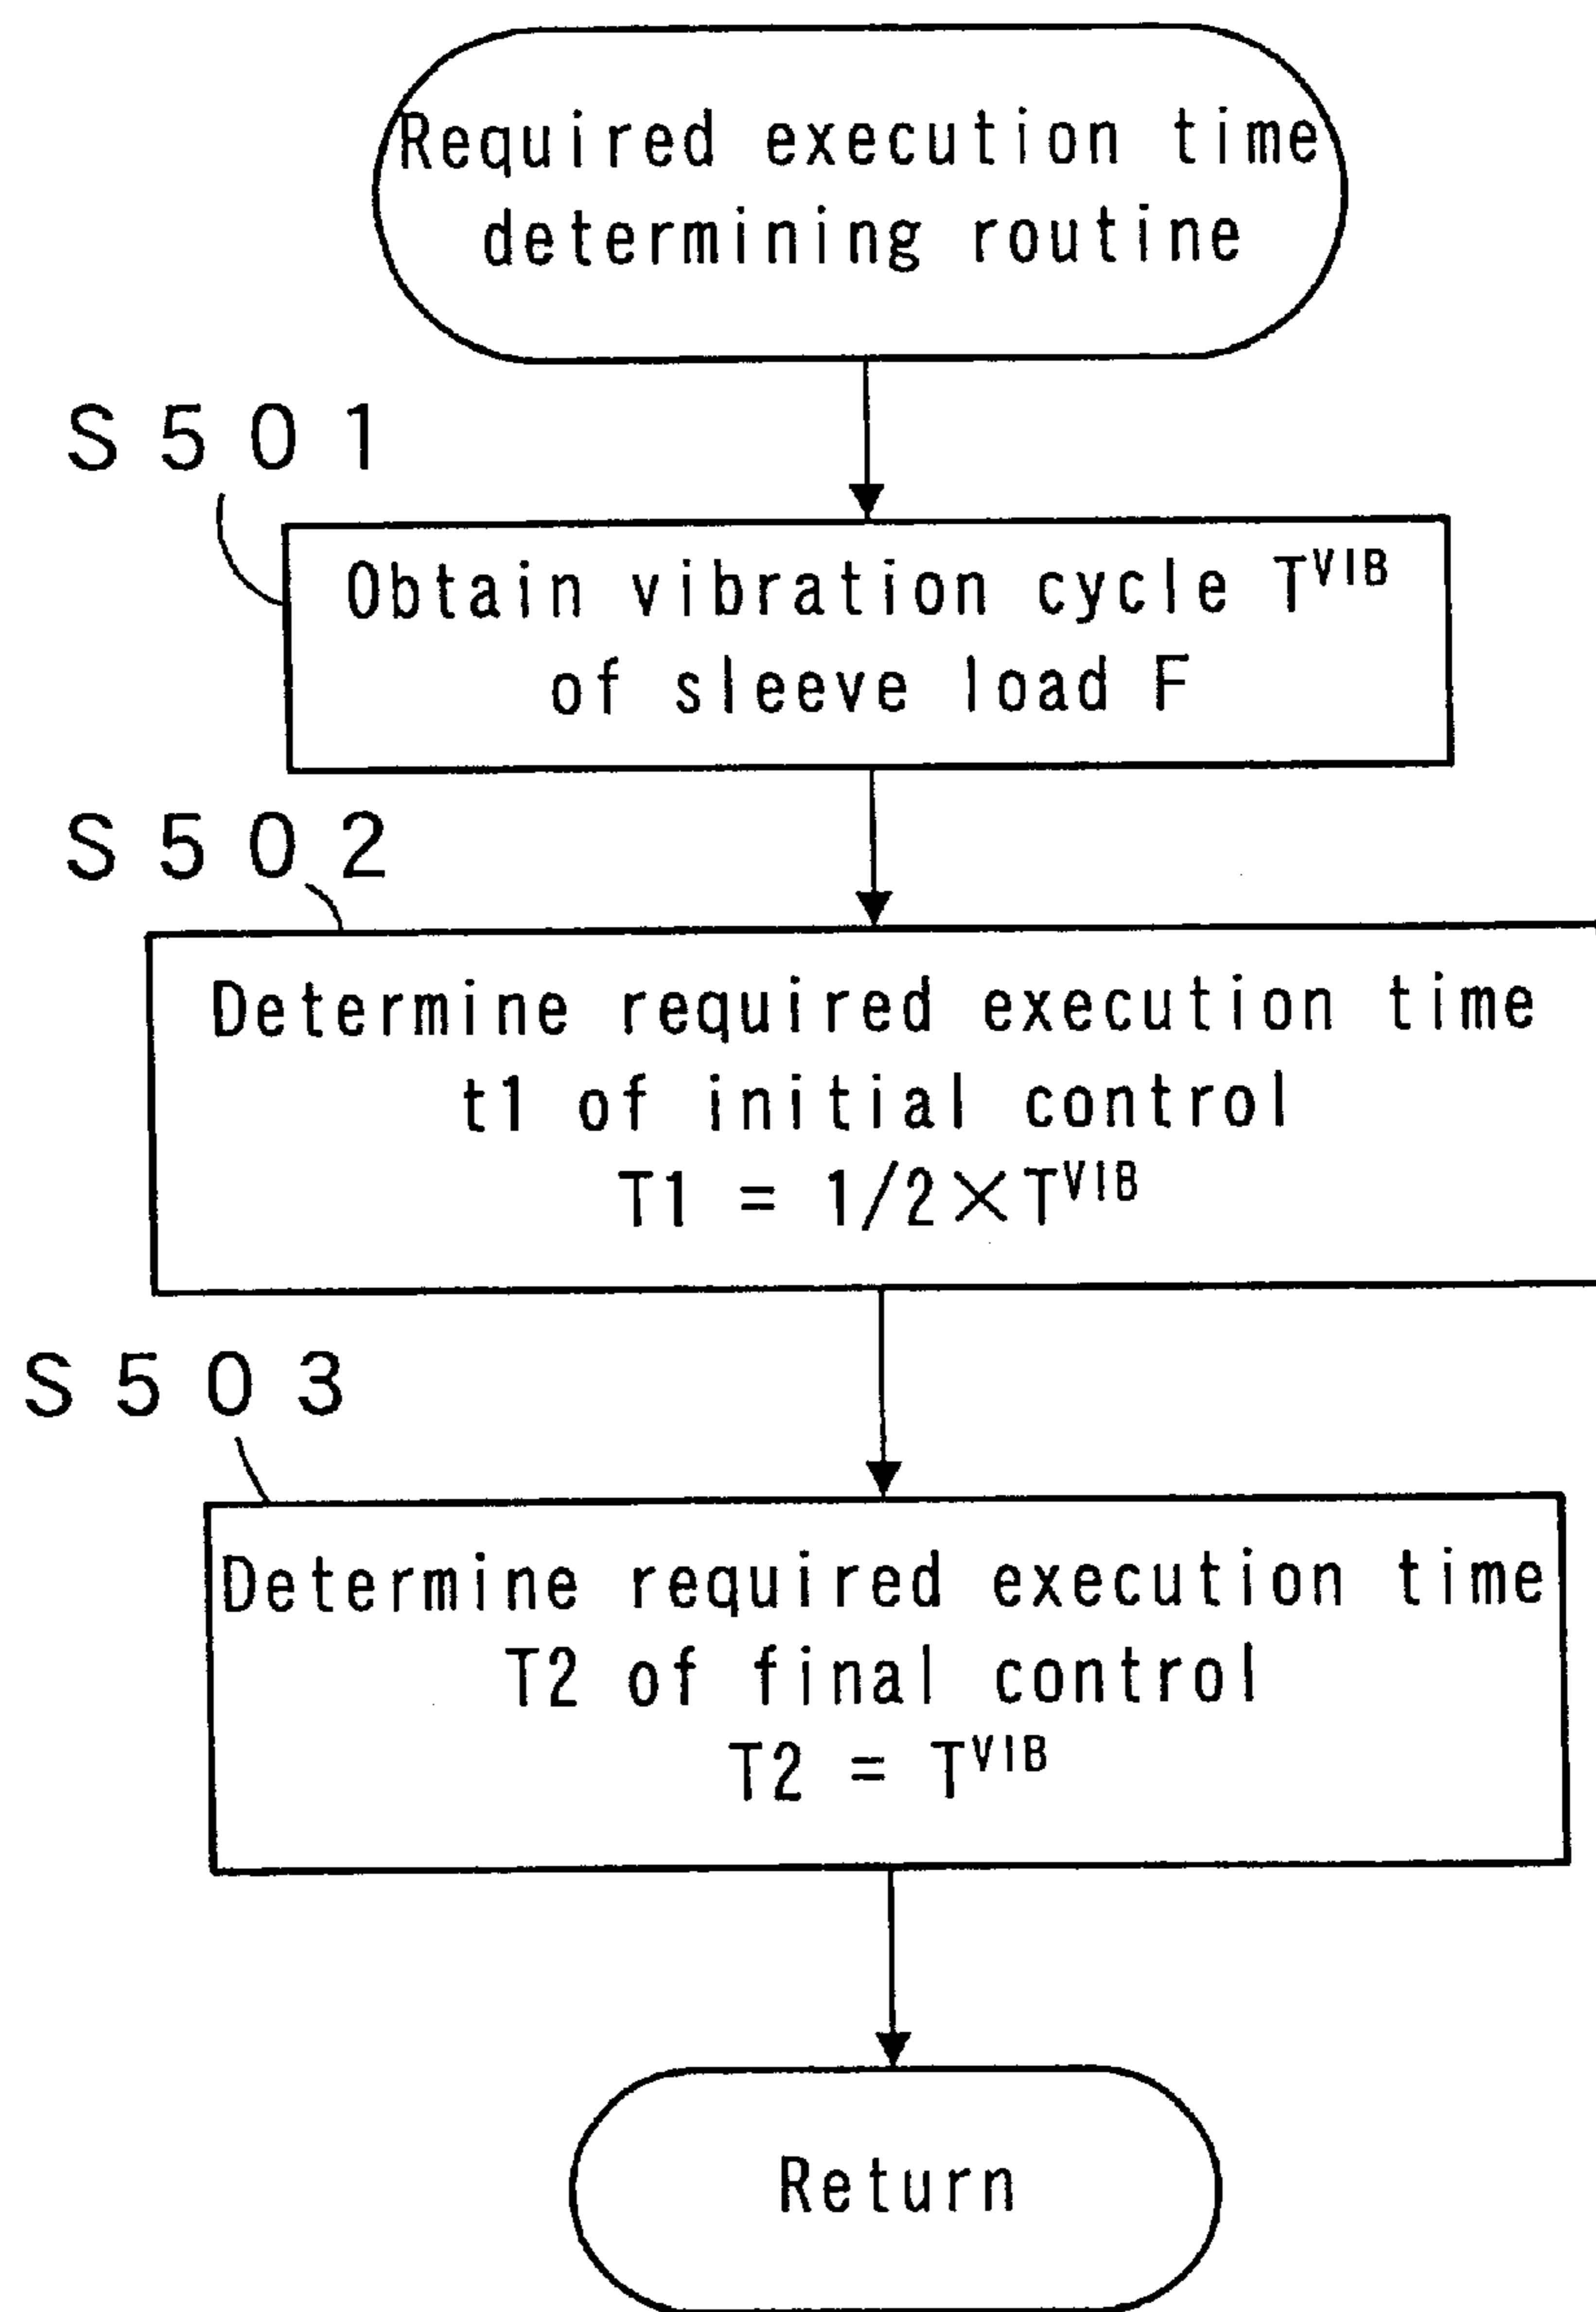 Required execution time
determining routine
S501
Obtain vibration cycle T^VIB
of sleeve load F
S502
Determine required execution time
t1 of initial control
T1 = 1/2×T^VIB
S503
Determine required execution time
T2 of final control
T2 = T^VIB
Return